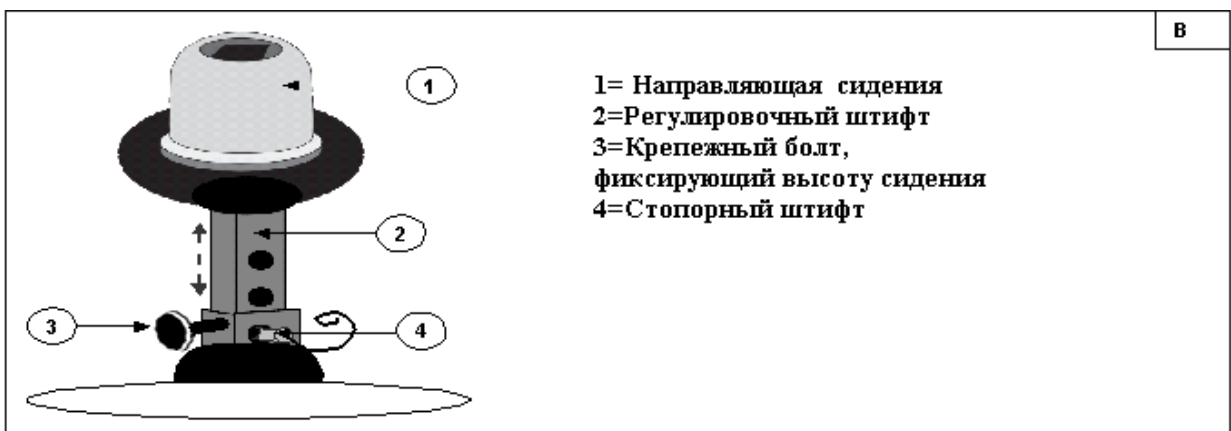 B
1
1= Направляющая сидения
2=Регулировочный штифт
3=Крепежный болт,
фиксирующий высоту сидения
4=Стопорный штифт
2
3
4